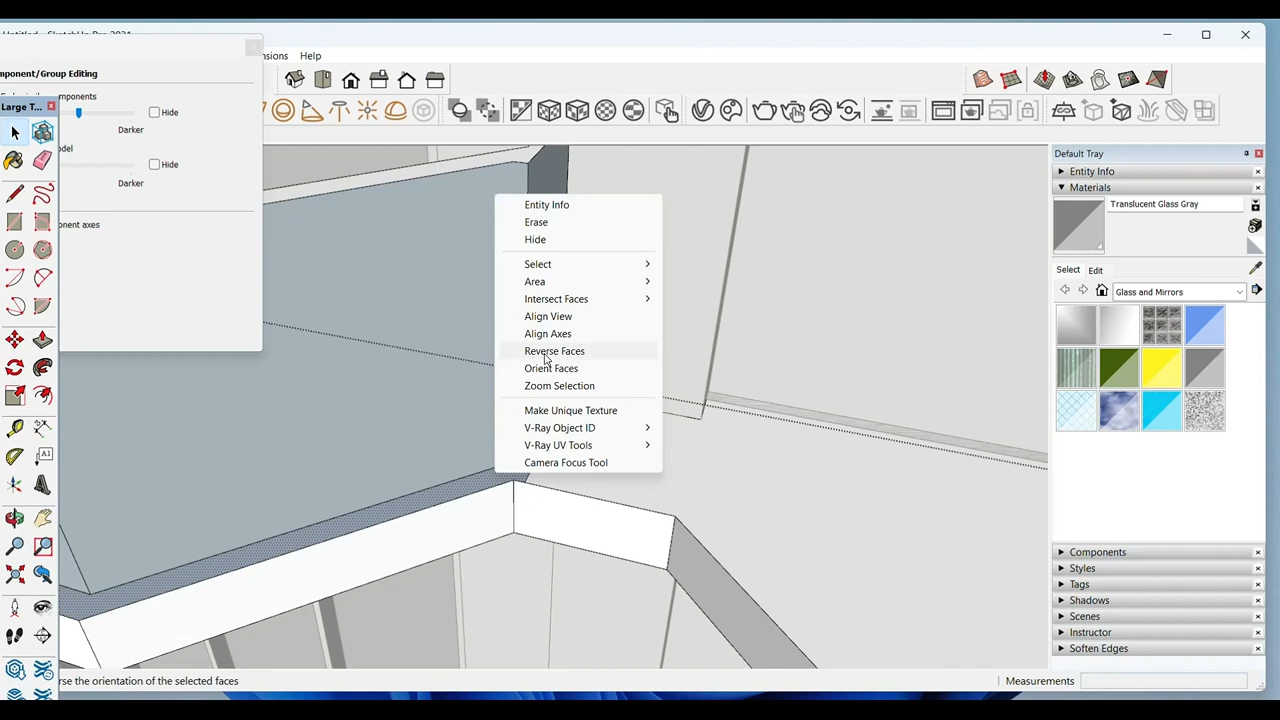 Untitled - SketchUp Pro 2021
nsions Help
mponent/Group Editing
mponents
Hide
Darker
odel
Hide
Darker
onent axes
Large T...
A1
Entity Info
Erase
Hide
Select
Area
Intersect Faces
Align View
Align Axes
Reverse Faces
Orient Faces
Zoom Selection
Make Unique Texture
V-Ray Object ID
V-Ray UV Tools
Camera Focus Tool
Default Tray
Entity Info
Materials
Translucent Glass Gray
Select Edit
Glass and Mirrors
Components
Styles
Tags
Shadows
Scenes
Instructor
Soften Edges
rse the orientation of the selected faces
Measurements